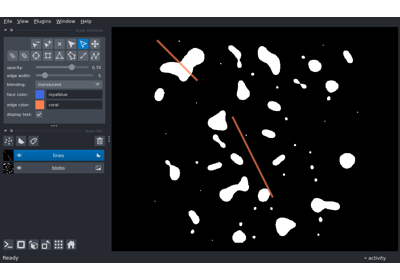 File View Plugins Window Help
opacity: 0.70
edge width: 5
blending: translucent
face color: royalblue
edge color: coral
display text:
lines
blobs
Ready
activity